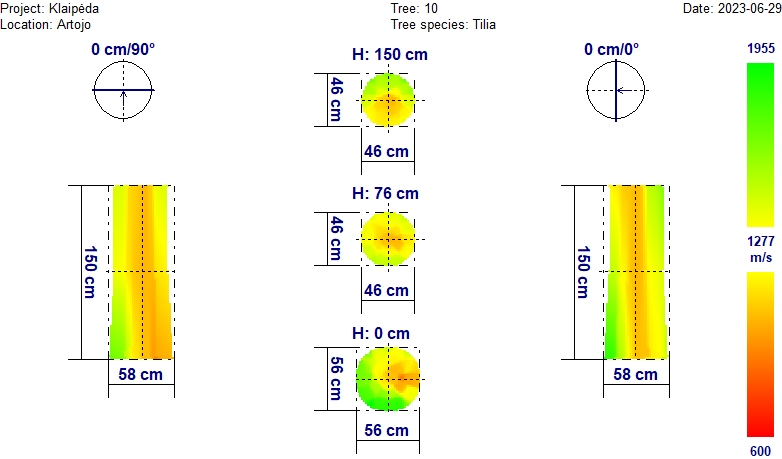 Project: Klaipėda
Tree: 10
Date: 2023-06-29
Location: Artojo
Tree species: Tilia
0 cm/90°
H: 150 cm
0 cm/0°
1955
46 cm
46 cm
H: 76 cm
46 cm
46 cm
150 cm
150 cm
1277
m/s
H: 0 cm
56 cm
58 cm
58 cm
56 cm
600